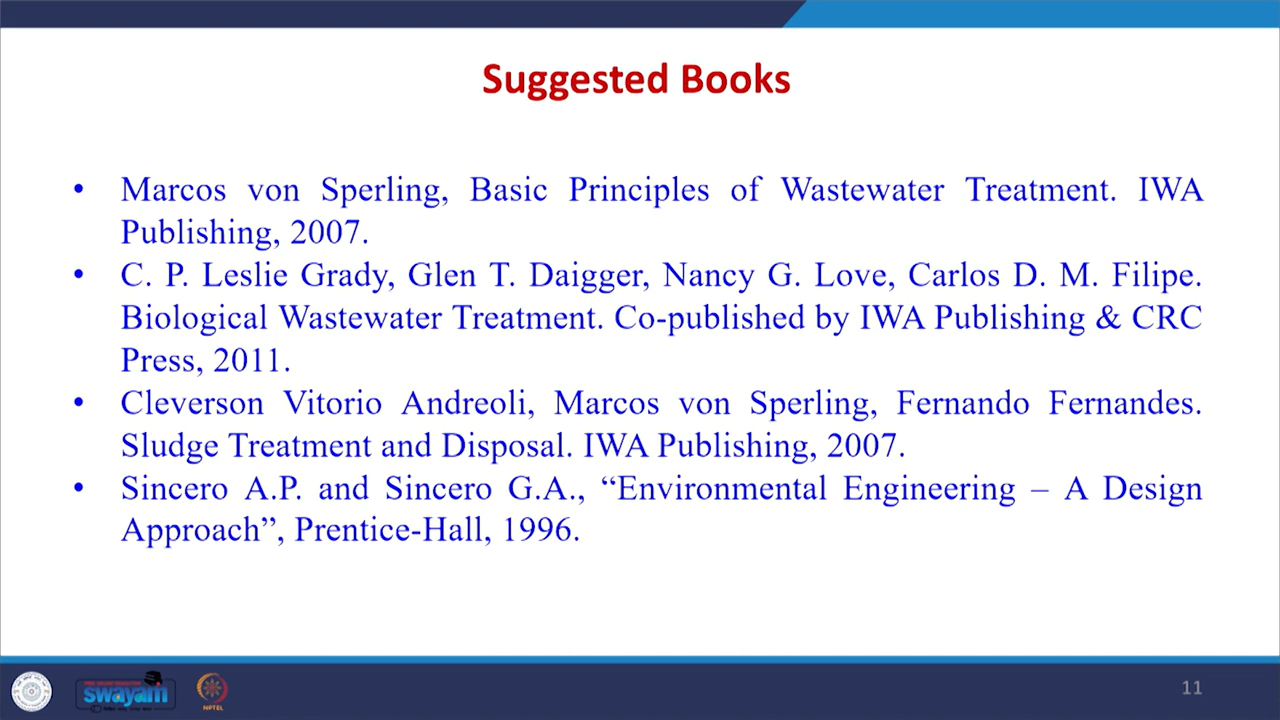 Suggested Books
• Marcos von Sperling, Basic Principles of Wastewater Treatment. IWA
Publishing, 2007.
• C. P. Leslie Grady, Glen T. Daigger, Nancy G. Love, Carlos D. M. Filipe.
Biological Wastewater Treatment. Co-published by IWA Publishing & CRC
Press, 2011.
• Cleverson Vitorio Andreoli, Marcos von Sperling, Fernando Fernandes.
Sludge Treatment and Disposal. IWA Publishing, 2007.
• Sincero A.P. and Sincero G.A., “Environmental Engineering – A Design
Approach”, Prentice-Hall, 1996.
swayam
NPTEL
11